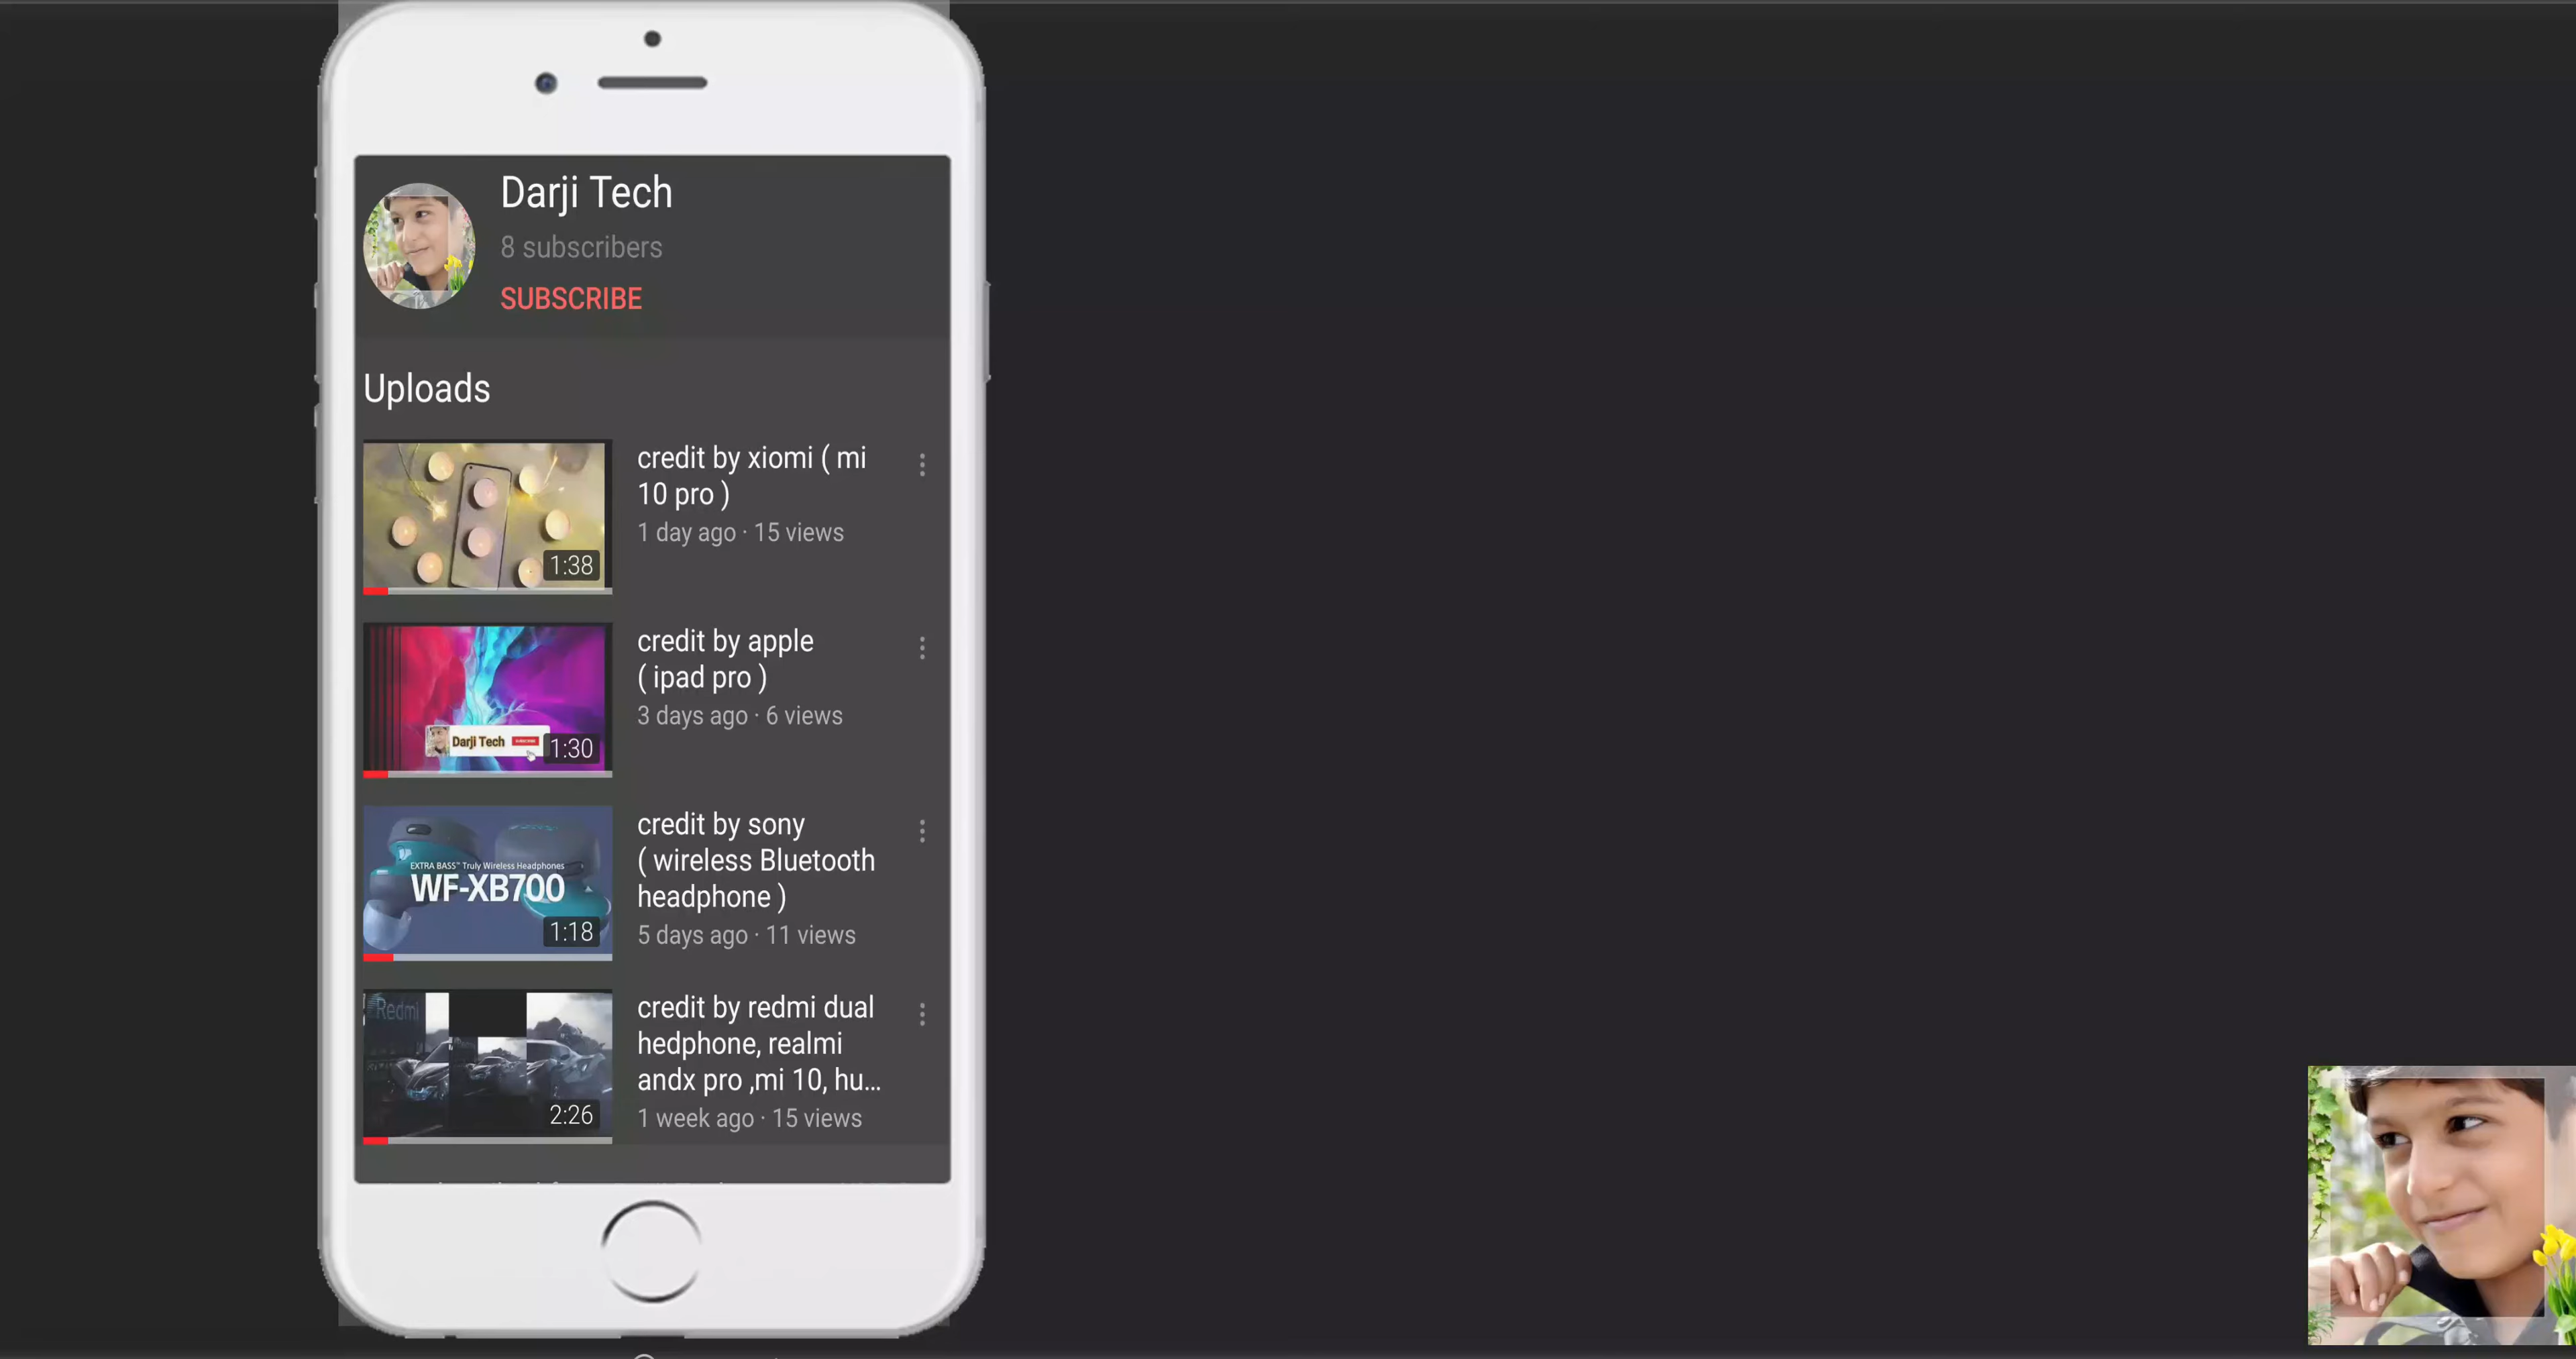 Darji Tech
8 subscribers
SUBSCRIBE
Uploads
1:38
credit by xiomi ( mi
10 pro )
1 day ago · 15 views
Darji Tech
1:30
credit by apple
( ipad pro )
3 days ago · 6 views
EXTRA BASS™ Truly Wireless Headphones
WF-XB700
1:18
credit by sony
( wireless Bluetooth
headphone )
5 days ago · 11 views
Redmi
2:26
credit by redmi dual
hedphone, realmi
andx pro ,mi 10, hu...
1 week ago · 15 views